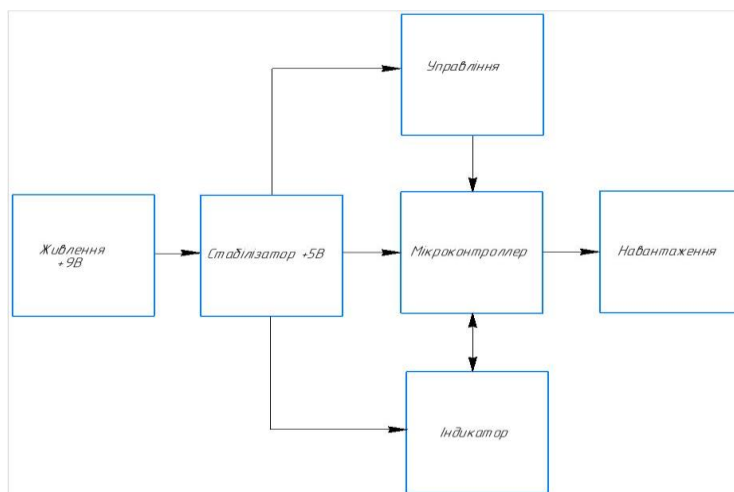 Управління
Живлення
+9В
Стабілізатор +5В
Мікроконтроллер
Навантаження
Індикатор